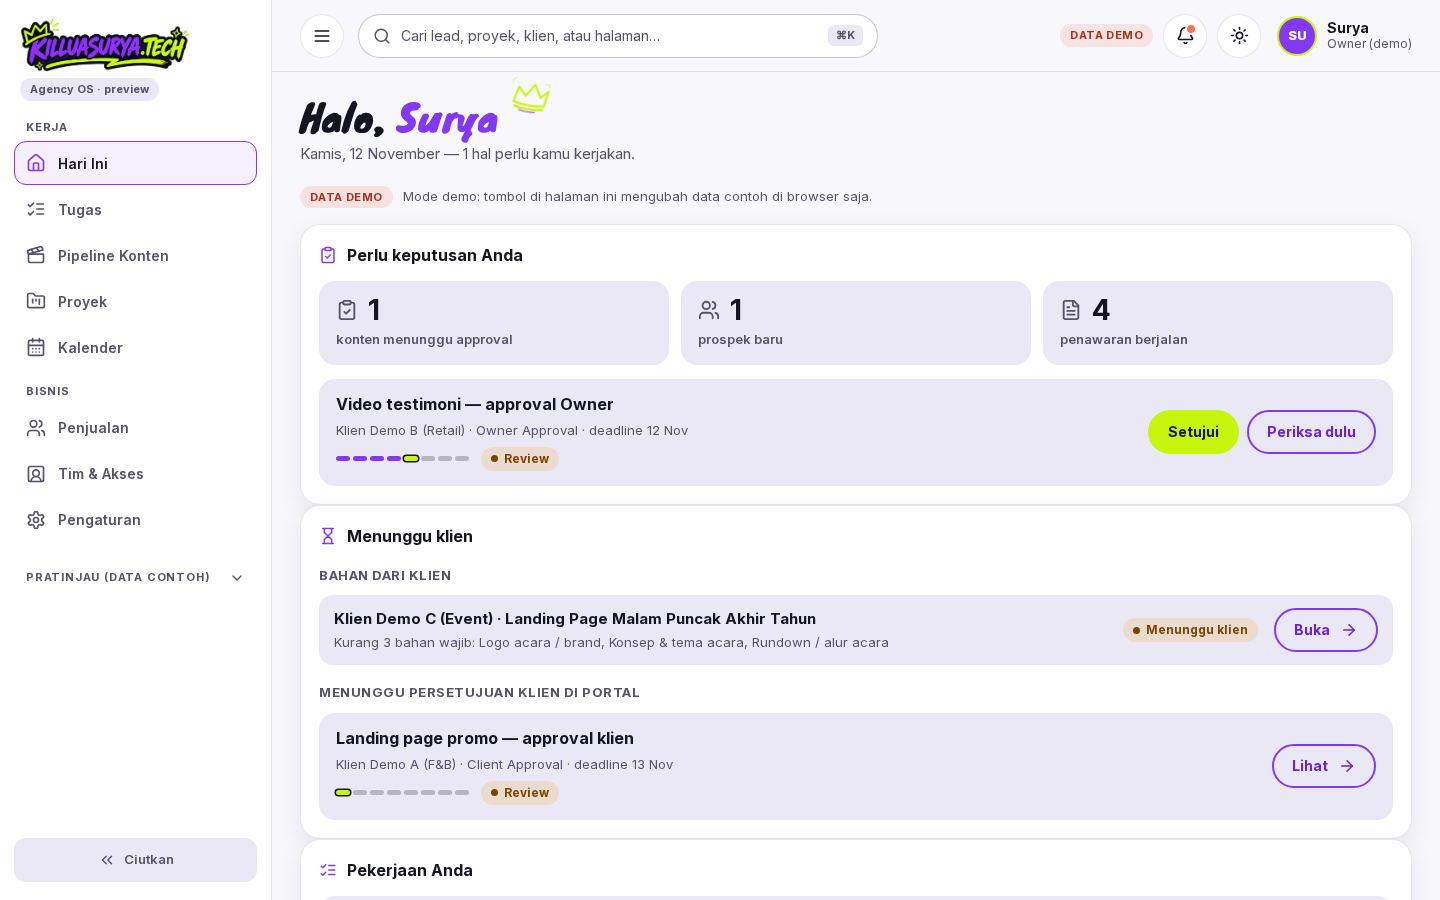 KILLUASURYA.TECH
Agency OS · preview
KERJA
Hari Ini
Tugas
Pipeline Konten
Proyek
Kalender
BISNIS
Penjualan
Tim & Akses
Pengaturan
PRATINJAU (DATA CONTOH)
Ciutkan
Cari lead, proyek, klien, atau halaman…
⌘K
DATA DEMO
SU
Surya
Owner (demo)
Halo, Surya
Kamis, 12 November — 1 hal perlu kamu kerjakan.
DATA DEMO
Mode demo: tombol di halaman ini mengubah data contoh di browser saja.
Perlu keputusan Anda
1
konten menunggu approval
1
prospek baru
4
penawaran berjalan
Video testimoni — approval Owner
Klien Demo B (Retail) · Owner Approval · deadline 12 Nov
Review
Setujui
Periksa dulu
Menunggu klien
BAHAN DARI KLIEN
Klien Demo C (Event) · Landing Page Malam Puncak Akhir Tahun
Kurang 3 bahan wajib: Logo acara / brand, Konsep & tema acara, Rundown / alur acara
Menunggu klien
Buka
MENUNGGU PERSETUJUAN KLIEN DI PORTAL
Landing page promo — approval klien
Klien Demo A (F&B) · Client Approval · deadline 13 Nov
Review
Lihat
Pekerjaan Anda